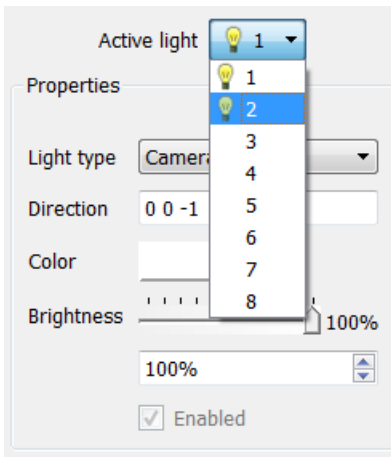 Active light 1
Properties
1
2
3
4
5
6
7
8
Light type
Direction 0 0 -1
Color
Brightness 100%
100%
Enabled